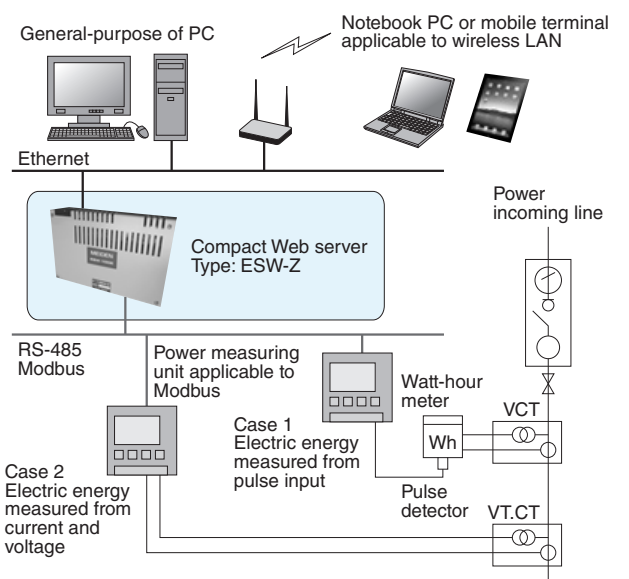 General-purpose of PC
Notebook PC or mobile terminal
applicable to wireless LAN
Ethernet
Power
incoming line
Compact Web server
Type: ESW-Z
MEIDEN
RS-485
Modbus
Power measuring
unit applicable to
Modbus
Watt-hour
meter
VCT
Case 1
Electric energy
measured from
pulse input
Wh
Pulse
detector
Case 2
Electric energy
measured from
current and
voltage
VT.CT